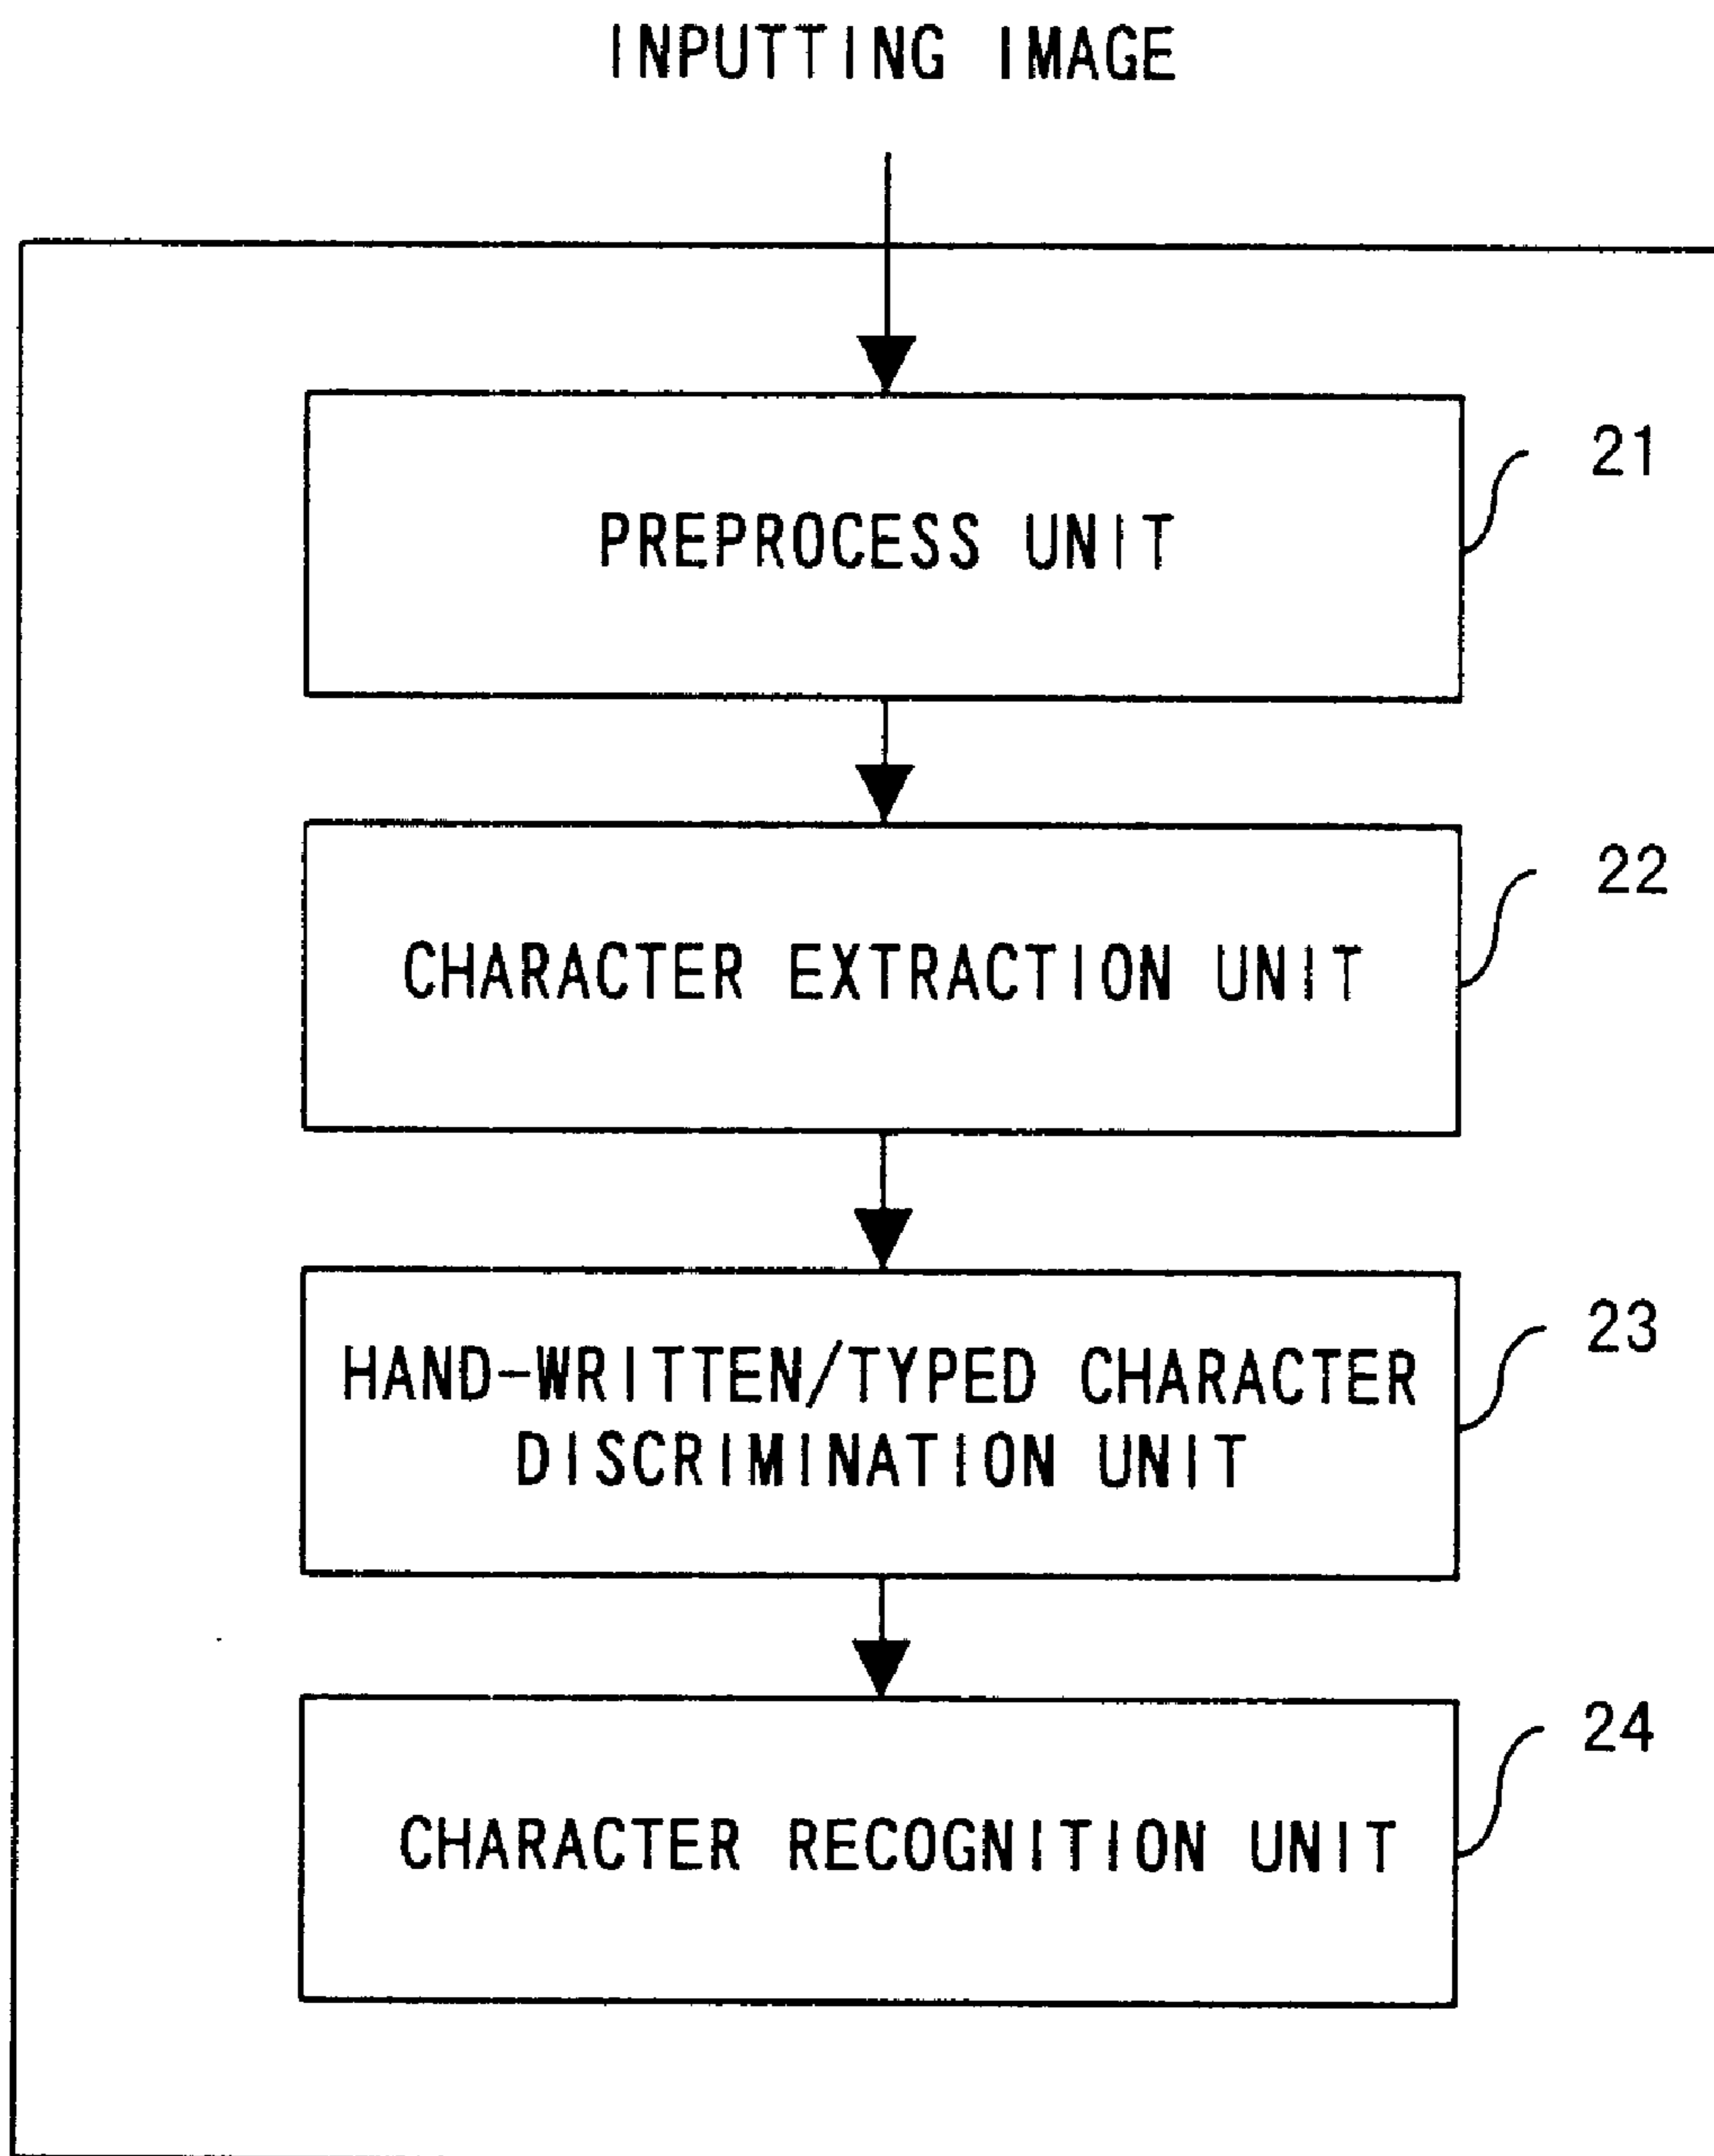 INPUTTING IMAGE
21
PREPROCESS UNIT
22
CHARACTER EXTRACTION UNIT
23
HAND-WRITTEN/TYPED CHARACTER
DISCRIMINATION UNIT
24
CHARACTER RECOGNITION UNIT